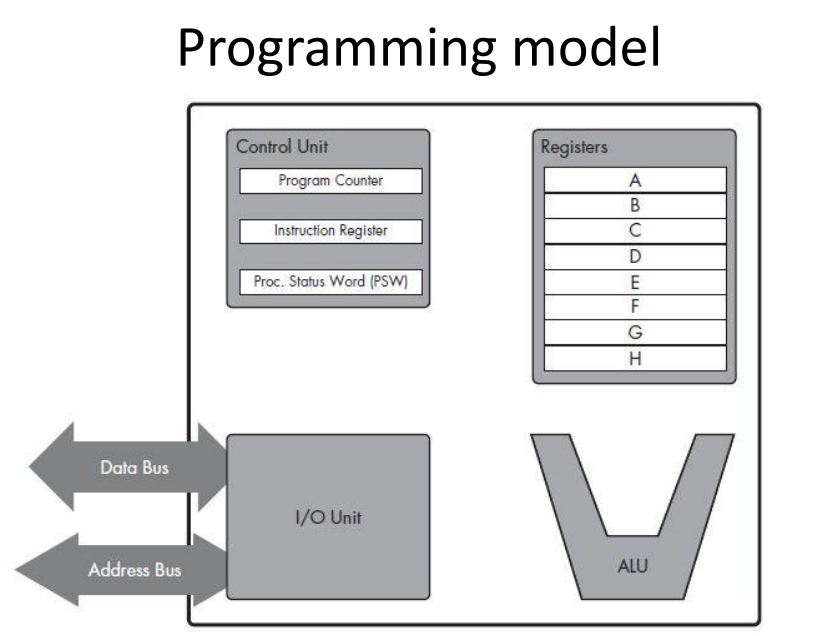 Programming model
Control Unit
Program Counter
Instruction Register
Proc. Status Word (PSW)
Registers
A
B
C
D
E
F
G
H
Data Bus
Address Bus
I/O Unit
ALU